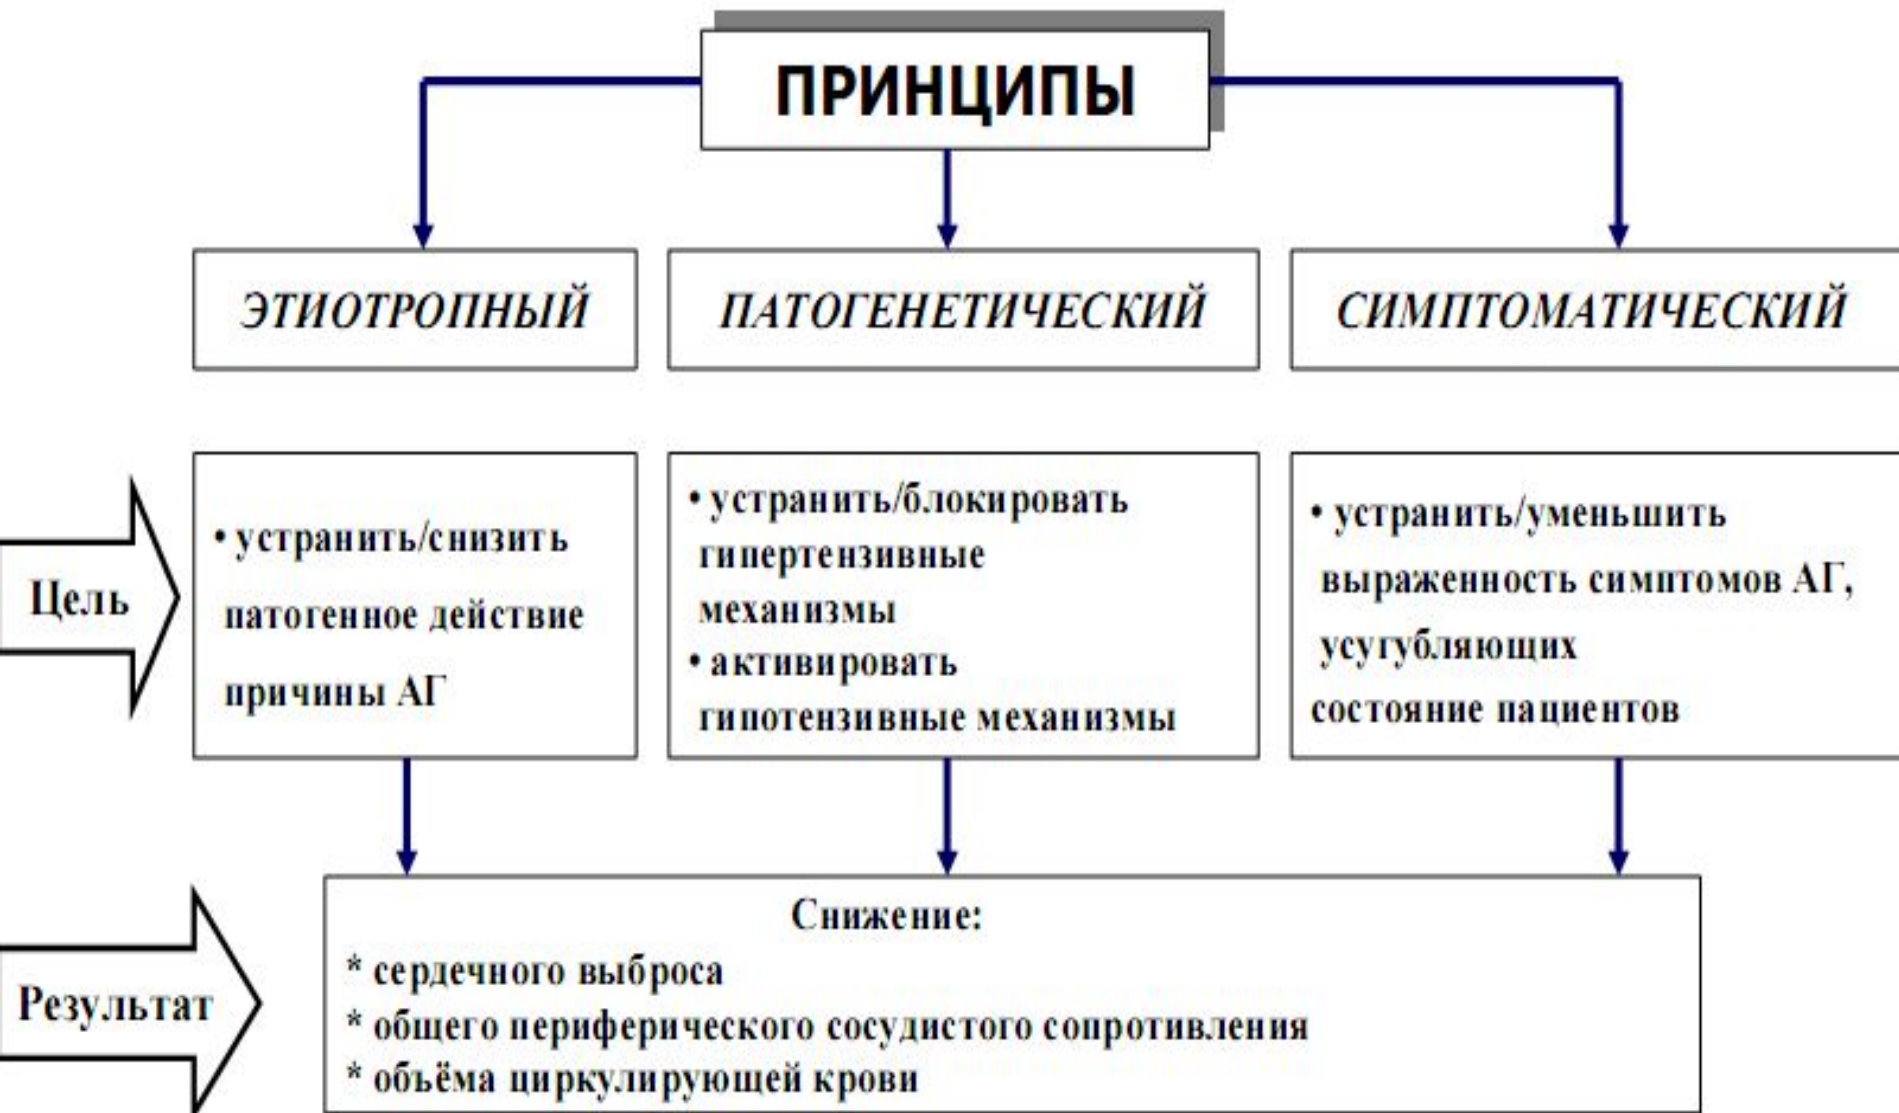 ПРИНЦИПЫ
ЭТИОТРОПНЫЙ
ПАТОГЕНЕТИЧЕСКИЙ
СИМПТОМАТИЧЕСКИЙ
Цель
• устранить/снизить
патогенное действие
причины АГ
• устранить/блокировать
гипертензивные
механизмы
• активировать
гипотензивные механизмы
• устранить/уменьшить
выраженность симптомов АГ,
усугубляющих
состояние пациентов
Результат
Снижение:
* сердечного выброса
* общего периферического сосудистого сопротивления
* объёма циркулирующей крови